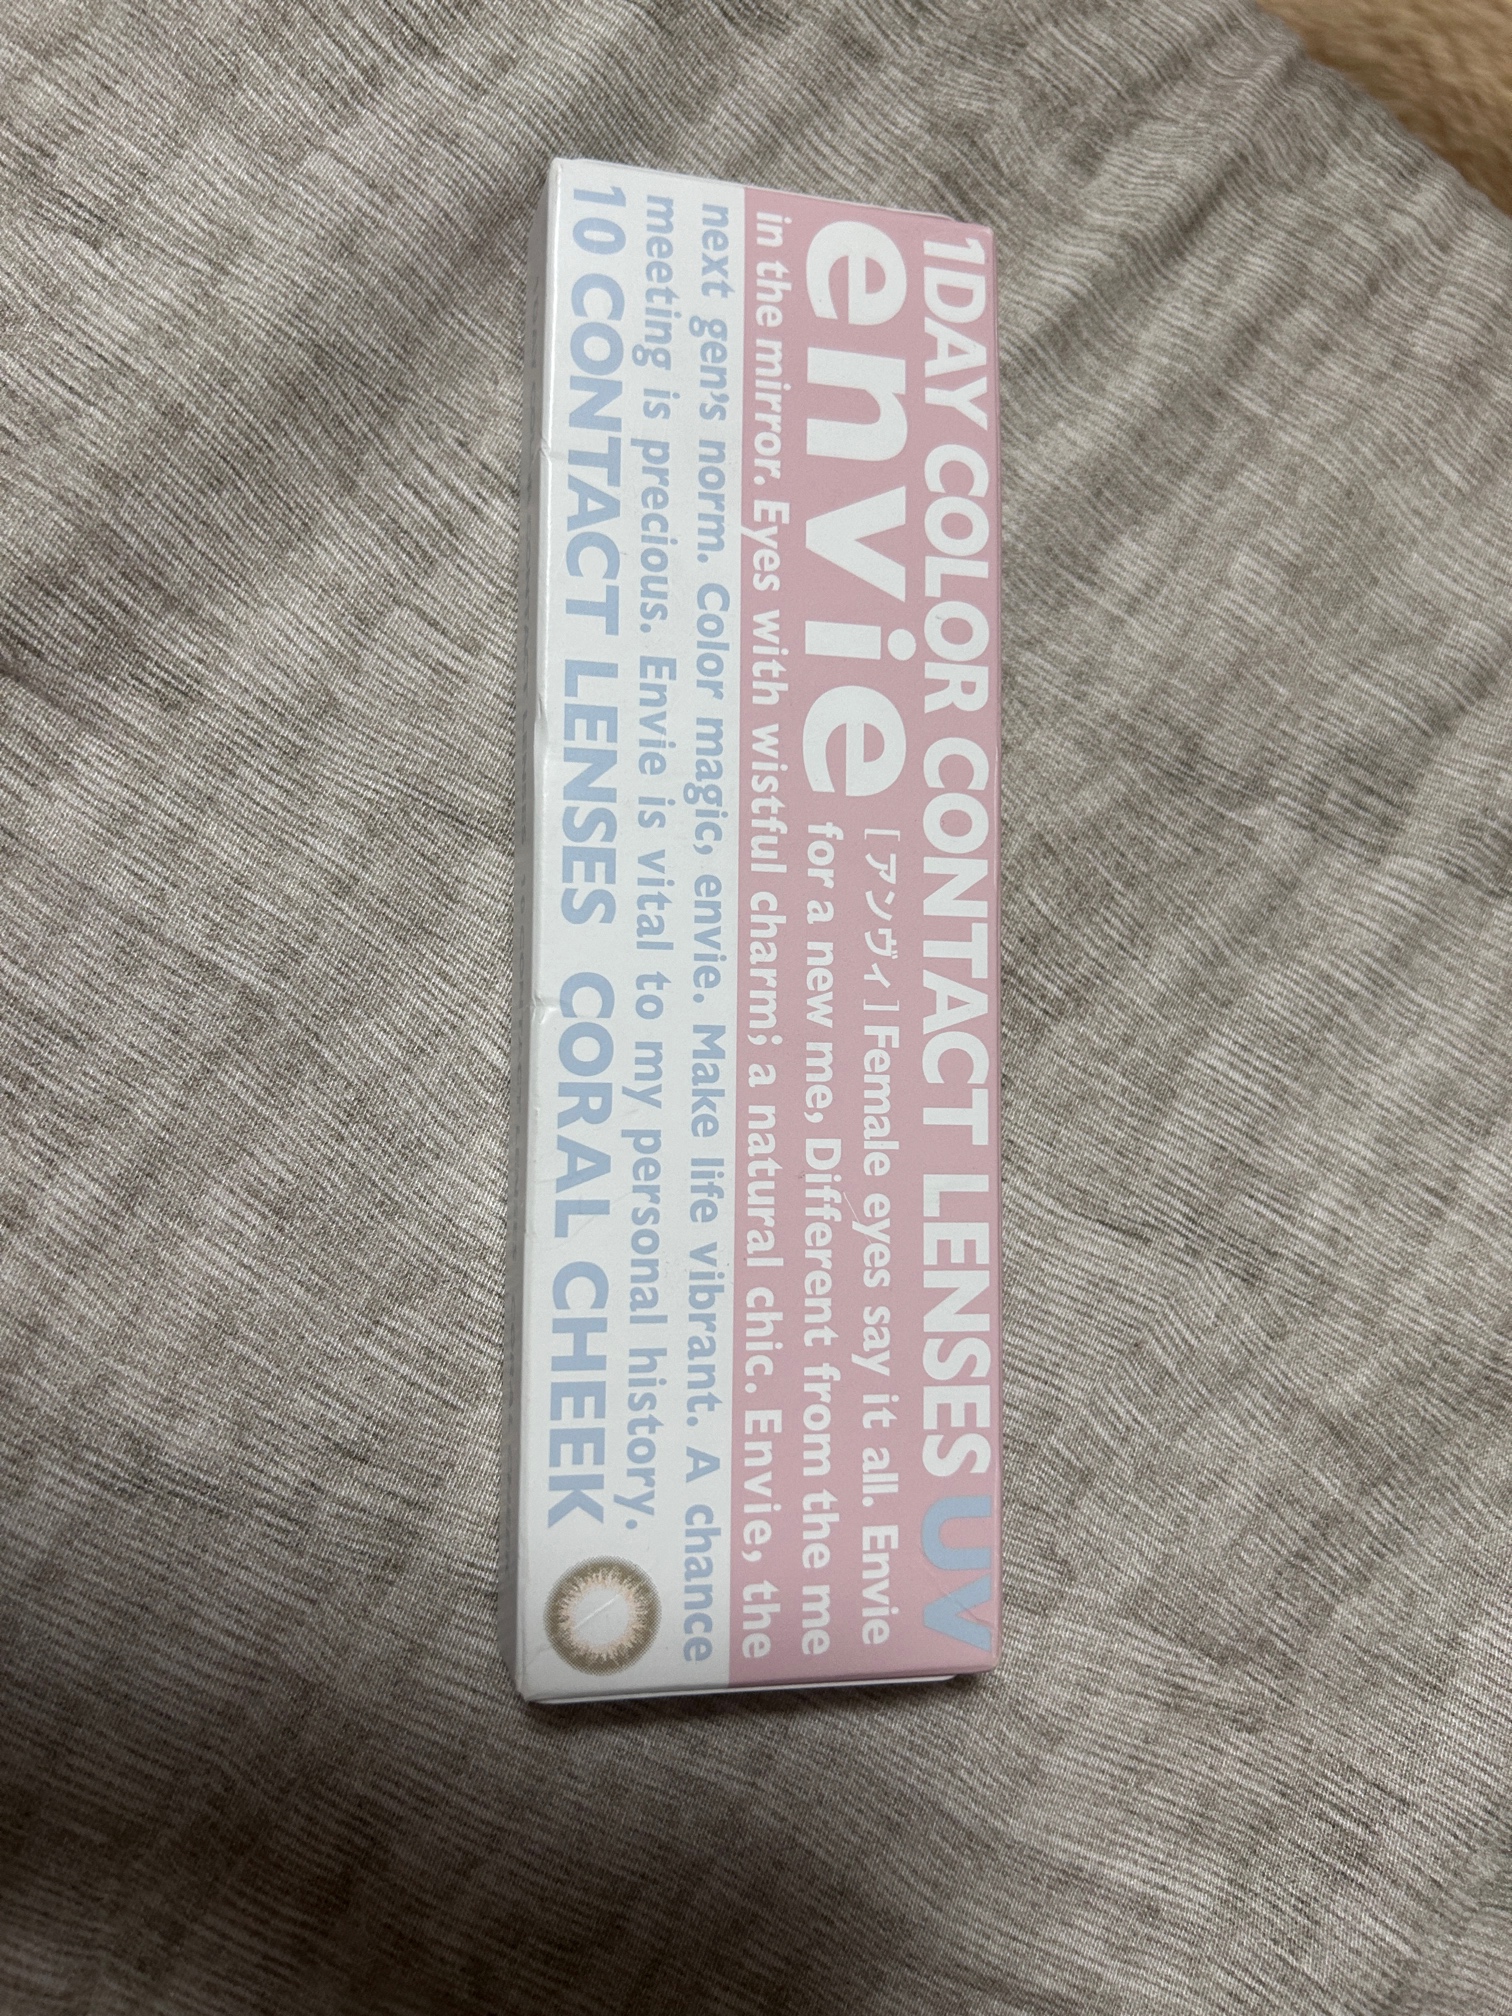 1DAY COLOR CONTACT LENSES UV
envie [アンヴィ] Female eyes say it all. Envie
for a new me, Different from the me
in the mirror. Eyes with wistful charm; a natural chic. Envie, the
next gen's norm. Color magic, envie. Make life vibrant. A chance
meeting is precious. Envie is vital to my personal history.
10 CONTACT LENSES CORAL CHEEK